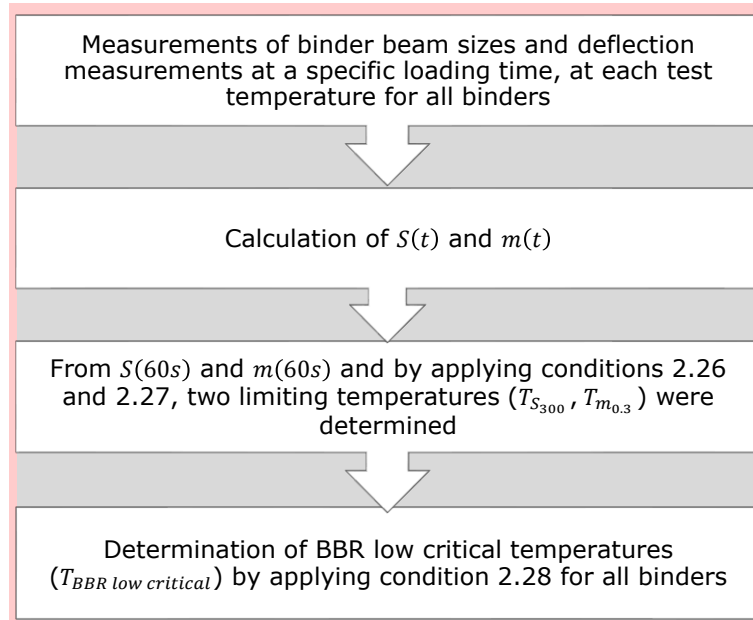 Measurements of binder beam sizes and deflection
measurements at a specific loading time, at each test
temperature for all binders
Calculation of S(t) and m(t)
From S(60s) and m(60s) and by applying conditions 2.26
and 2.27, two limiting temperatures (T_{S_{300}}, T_{m_{0.3}}) were
determined
Determination of BBR low critical temperatures
(T_{BBR low critical}) by applying condition 2.28 for all binders